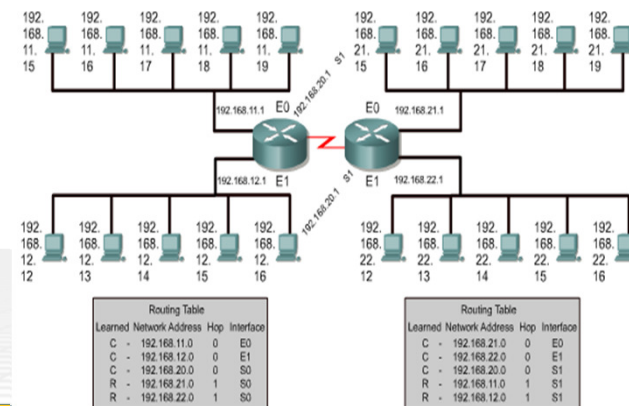 192. 192. 192. 192. 192.
168. 168. 168. 168. 168.
11. 11. 11. 11. 11.
15 16 17 18 19
192. 192. 192. 192. 192.
168. 168. 168. 168. 168.
21. 21. 21. 21. 21.
15 16 17 18 19
192.168.11.1 E0
192.168.20.1 S1
E0 192.168.21.1
192.168.12.1 E1
192.168.20.1 S1
E1 192.168.22.1
192. 192. 192. 192. 192.
168. 168. 168. 168. 168.
12. 12. 12. 12. 12.
12 13 14 15 16
192. 192. 192. 192. 192.
168. 168. 168. 168. 168.
22. 22. 22. 22. 22.
12 13 14 15 16
Routing Table
Learned Network Address Hop Interface
C - 192.168.11.0 0 E0
C - 192.168.12.0 0 E1
C - 192.168.20.0 0 S0
R - 192.168.21.0 1 S0
R - 192.168.22.0 1 S0
Routing Table
Learned Network Address Hop Interface
C - 192.168.21.0 0 E0
C - 192.168.22.0 0 E1
C - 192.168.20.0 0 S1
R - 192.168.11.0 1 S1
R - 192.168.12.0 1 S1